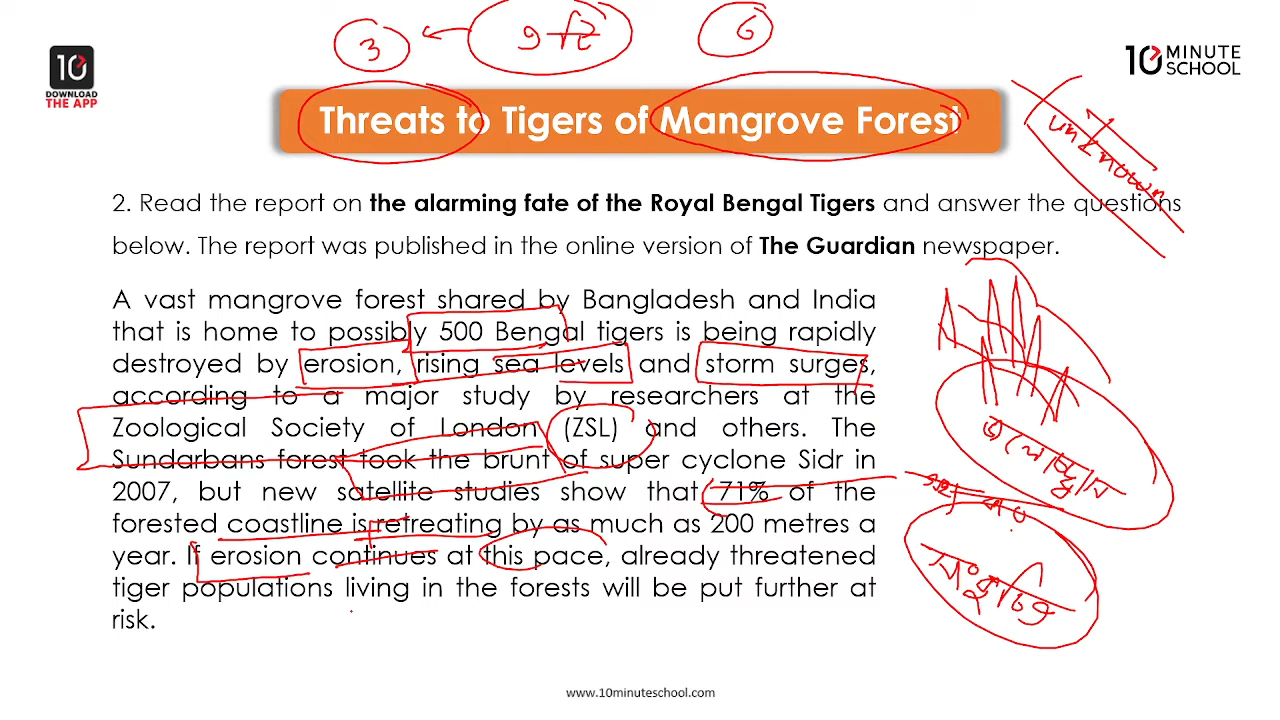 3
9 ft
6
10 MINUTE SCHOOL
10
DOWNLOAD
THE APP
Threats to Tigers of Mangrove Forest
unknown
2. Read the report on the alarming fate of the Royal Bengal Tigers and answer the questions
below. The report was published in the online version of The Guardian newspaper.
A vast mangrove forest shared by Bangladesh and India
that is home to possibly 500 Bengal tigers is being rapidly
destroyed by erosion, rising sea levels and storm surges,
according to a major study by researchers at the
Zoological Society of London (ZSL) and others. The
Sundarbans forest took the brunt of super cyclone Sidr in
2007, but new satellite studies show that 71% of the
forested coastline is retreating by as much as 200 metres a
year. If erosion continues at this pace, already threatened
tiger populations living in the forests will be put further at
risk.
www.10minuteschool.com